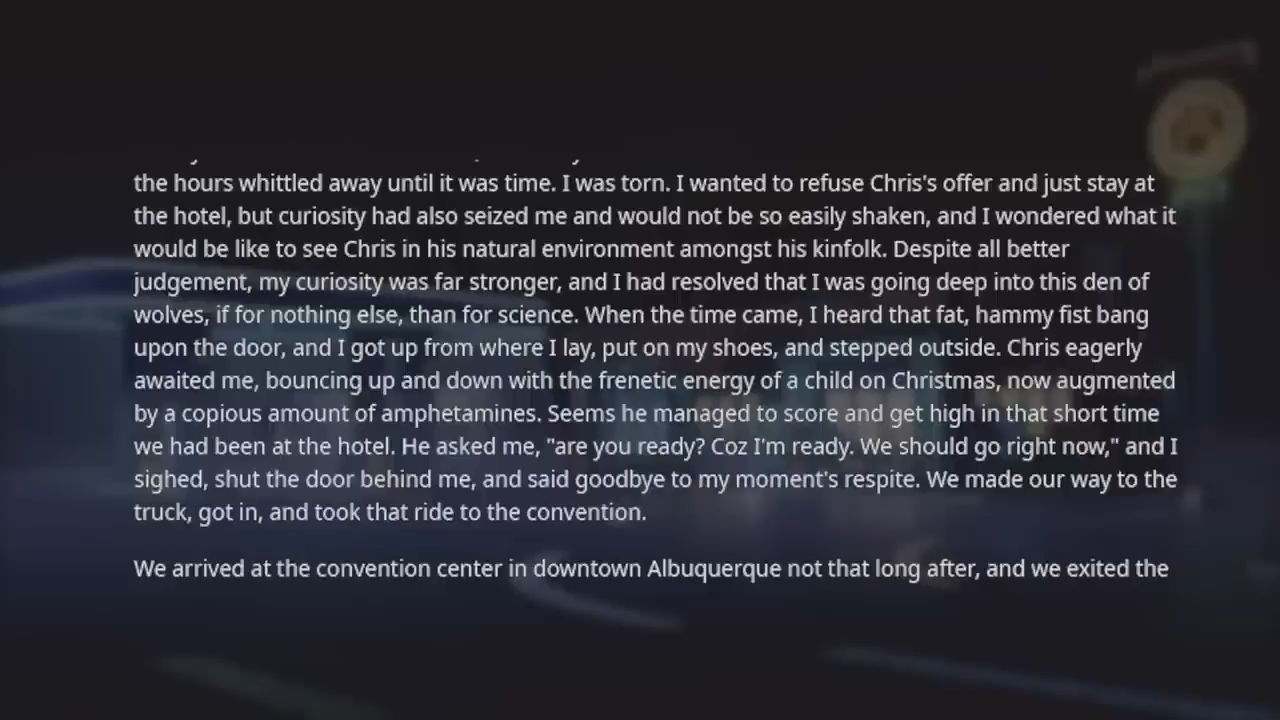 the hours whittled away until it was time. I was torn. I wanted to refuse Chris's offer and just stay at
the hotel, but curiosity had also seized me and would not be so easily shaken, and I wondered what it
would be like to see Chris in his natural environment amongst his kinfolk. Despite all better
judgement, my curiosity was far stronger, and I had resolved that I was going deep into this den of
wolves, if for nothing else, than for science. When the time came, I heard that fat, hammy fist bang
upon the door, and I got up from where I lay, put on my shoes, and stepped outside. Chris eagerly
awaited me, bouncing up and down with the frenetic energy of a child on Christmas, now augmented
by a copious amount of amphetamines. Seems he managed to score and get high in that short time
we had been at the hotel. He asked me, "are you ready? Coz I'm ready. We should go right now," and I
sighed, shut the door behind me, and said goodbye to my moment's respite. We made our way to the
truck, got in, and took that ride to the convention.
We arrived at the convention center in downtown Albuquerque not that long after, and we exited the